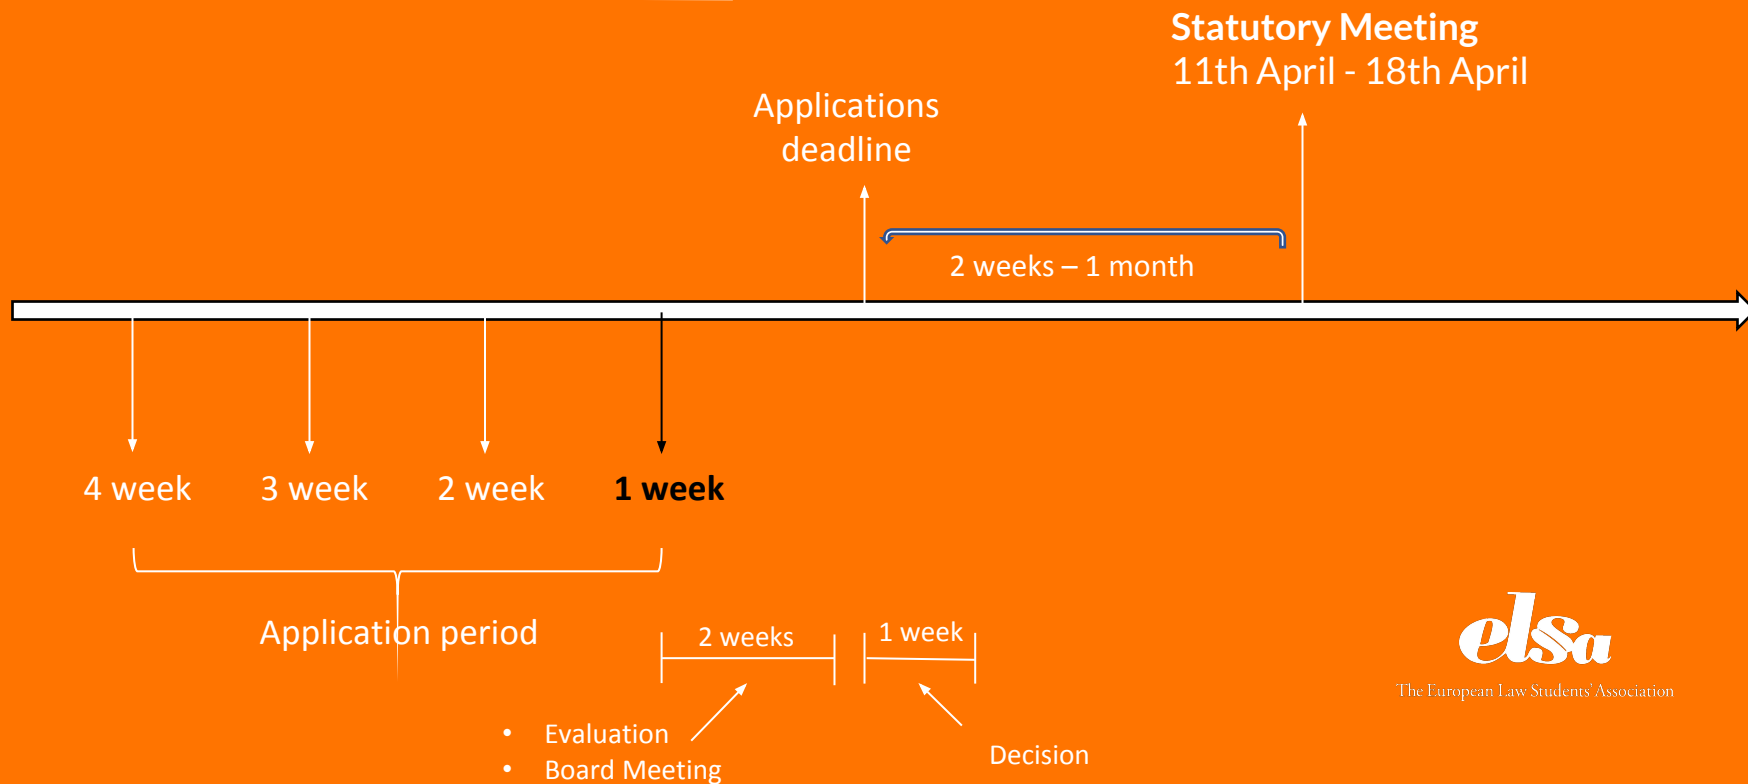 Statutory Meeting
11th April - 18th April
Applications
deadline
2 weeks – 1 month
4 week
3 week
2 week
1 week
Application period
2 weeks
1 week
• Evaluation
• Board Meeting
Decision
elsa
The European Law Students' Association